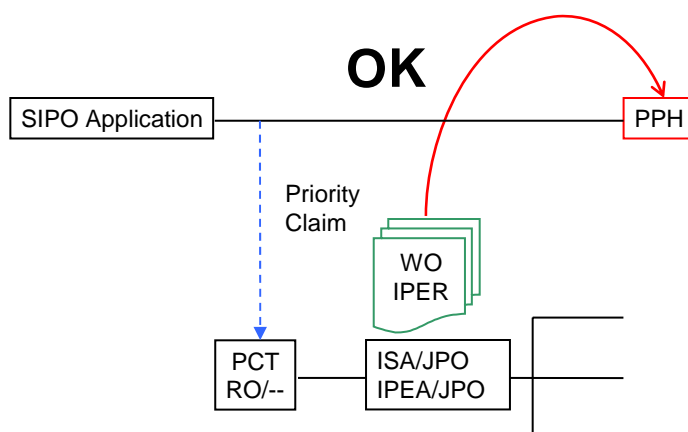 OK
SIPO Application
PPH
Priority
Claim
WO
IPER
PCT
RO/--
ISA/JPO
IPEA/JPO